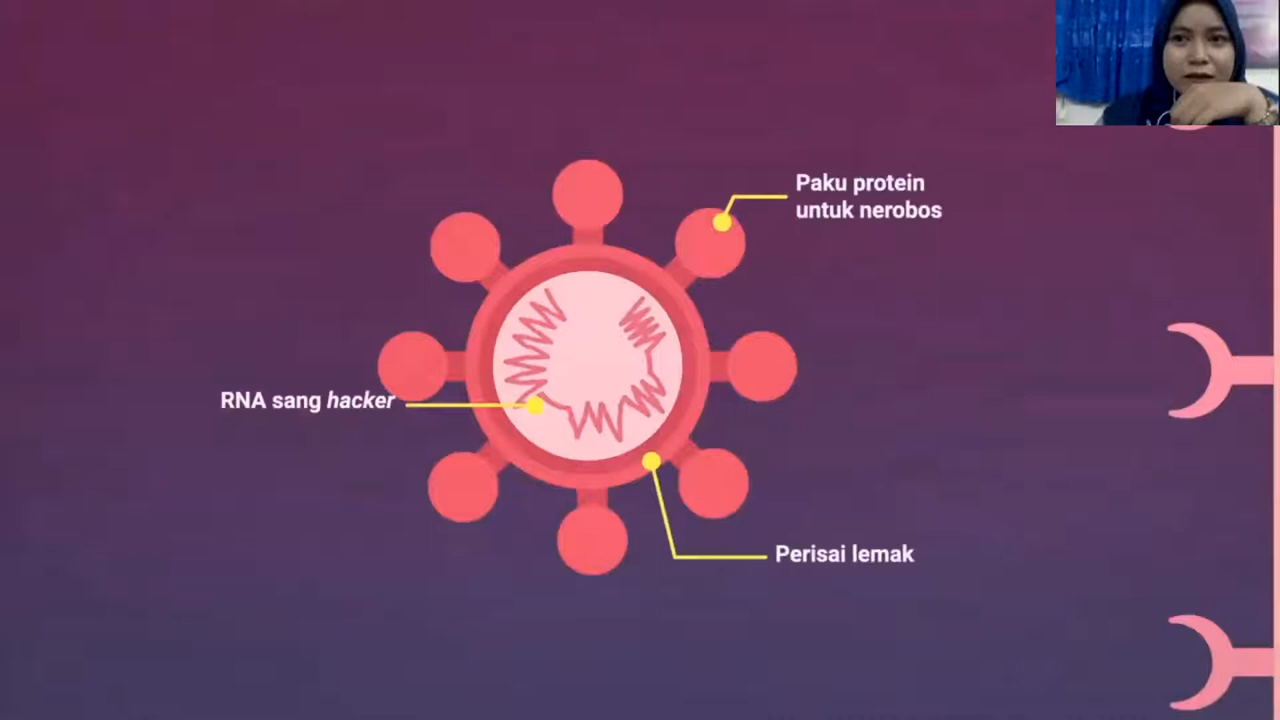 Paku protein
untuk nerobos
RNA sang hacker
Perisai lemak